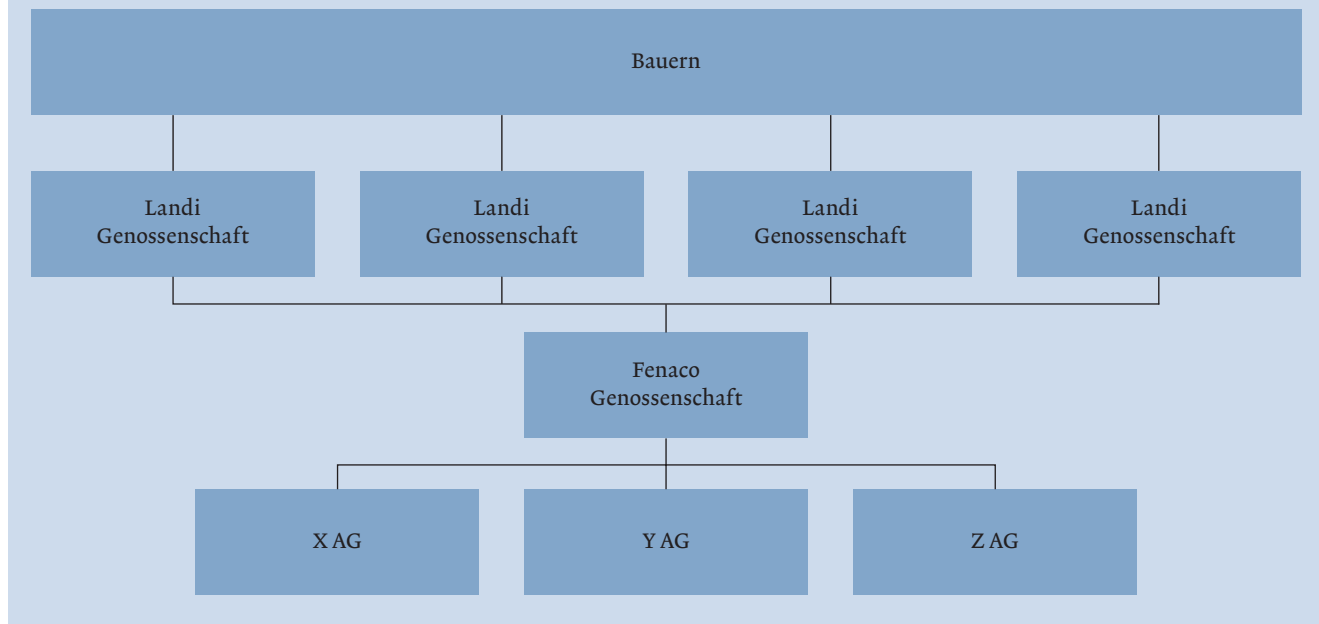 Bauern
Landi
Genossenschaft
Landi
Genossenschaft
Landi
Genossenschaft
Landi
Genossenschaft
Fenaco
Genossenschaft
X AG
Y AG
Z AG